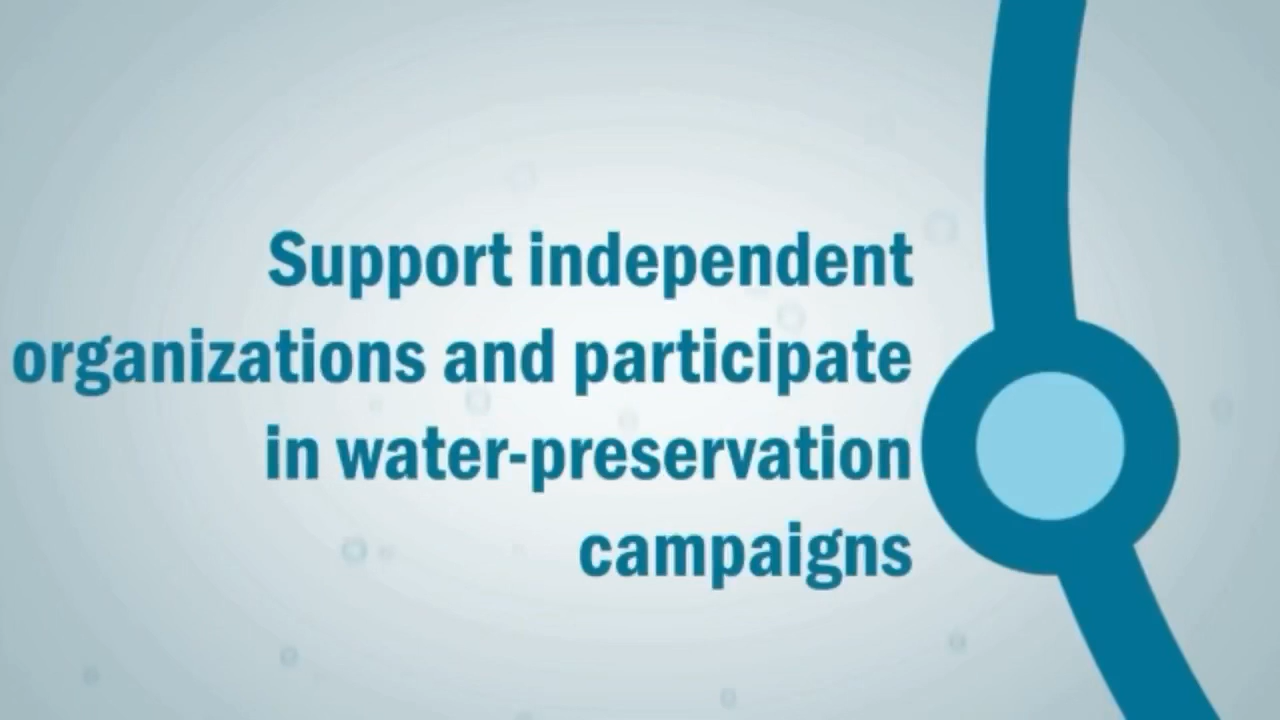 Support independent
organizations and participate
in water-preservation
campaigns